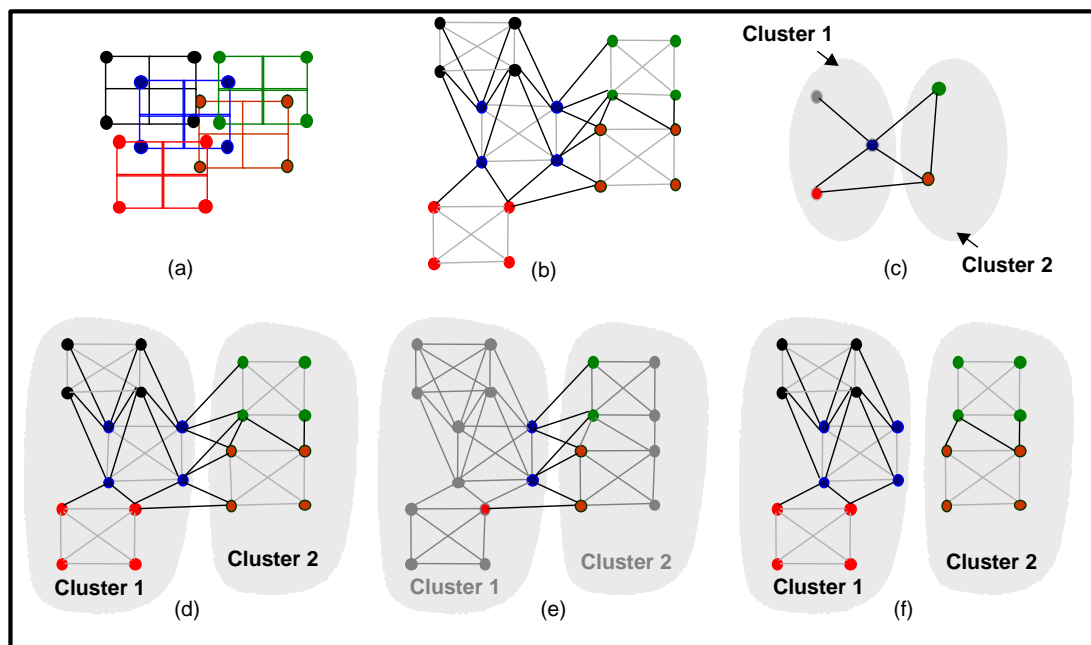 Cluster 1
(a)
(b)
(c)
Cluster 2
Cluster 1
Cluster 2
(d)
Cluster 1
Cluster 2
(e)
Cluster 1
Cluster 2
(f)